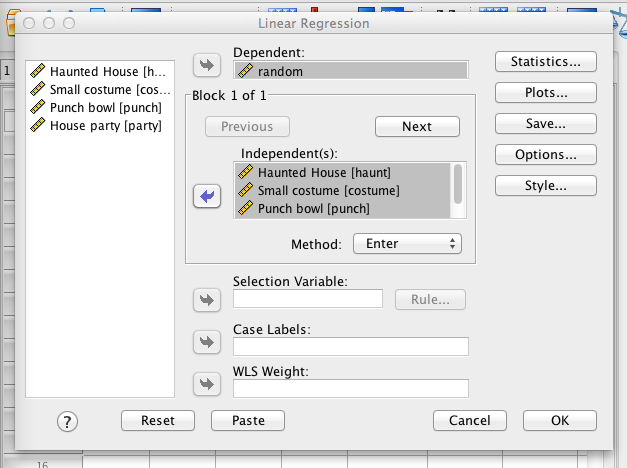 Linear Regression
1
Haunted House [h...
Small costume [cos...
Punch bowl [punch]
House party [party]
Dependent:
random
Block 1 of 1
Previous
Next
Independent(s):
Haunted House [haunt]
Small costume [costume]
Punch bowl [punch]
Method:
Enter
Selection Variable:
Rule...
Case Labels:
WLS Weight:
Statistics...
Plots...
Save...
Options...
Style...
?
Reset
Paste
Cancel
OK
16